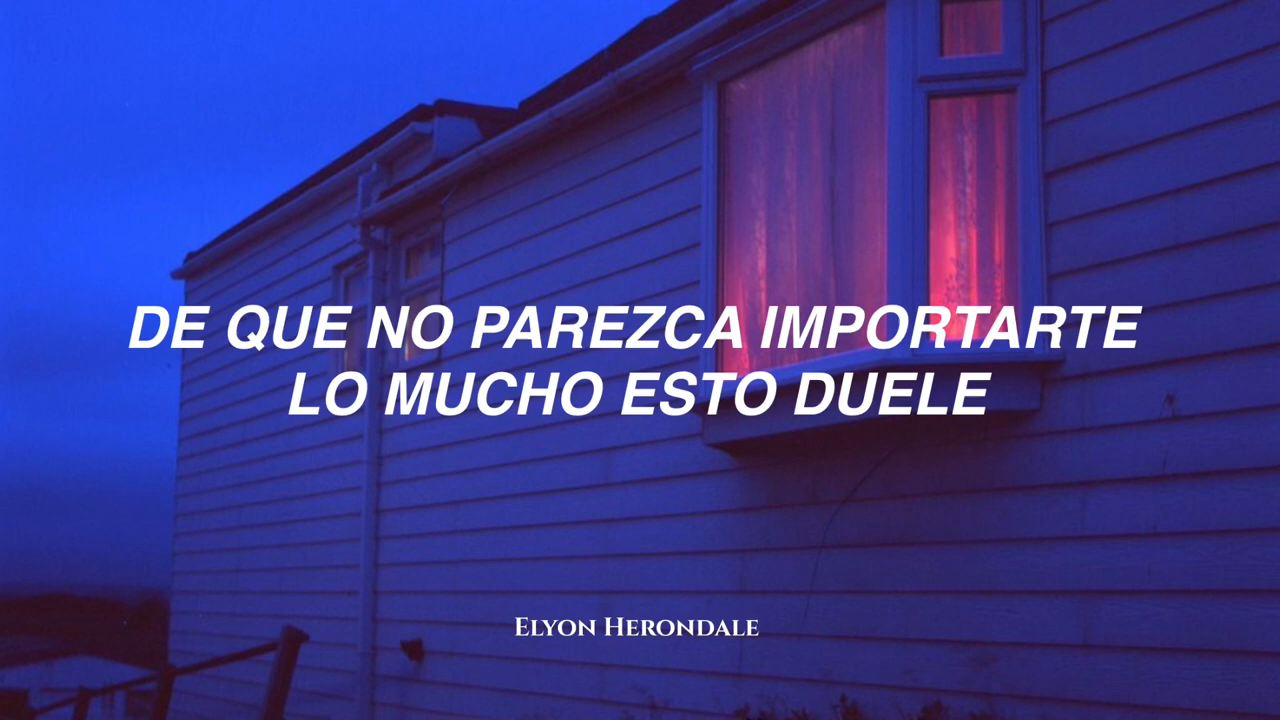 DE QUE NO PAREZCA IMPORTARTE
LO MUCHO ESTO DUELE
ELYON HERONDALE